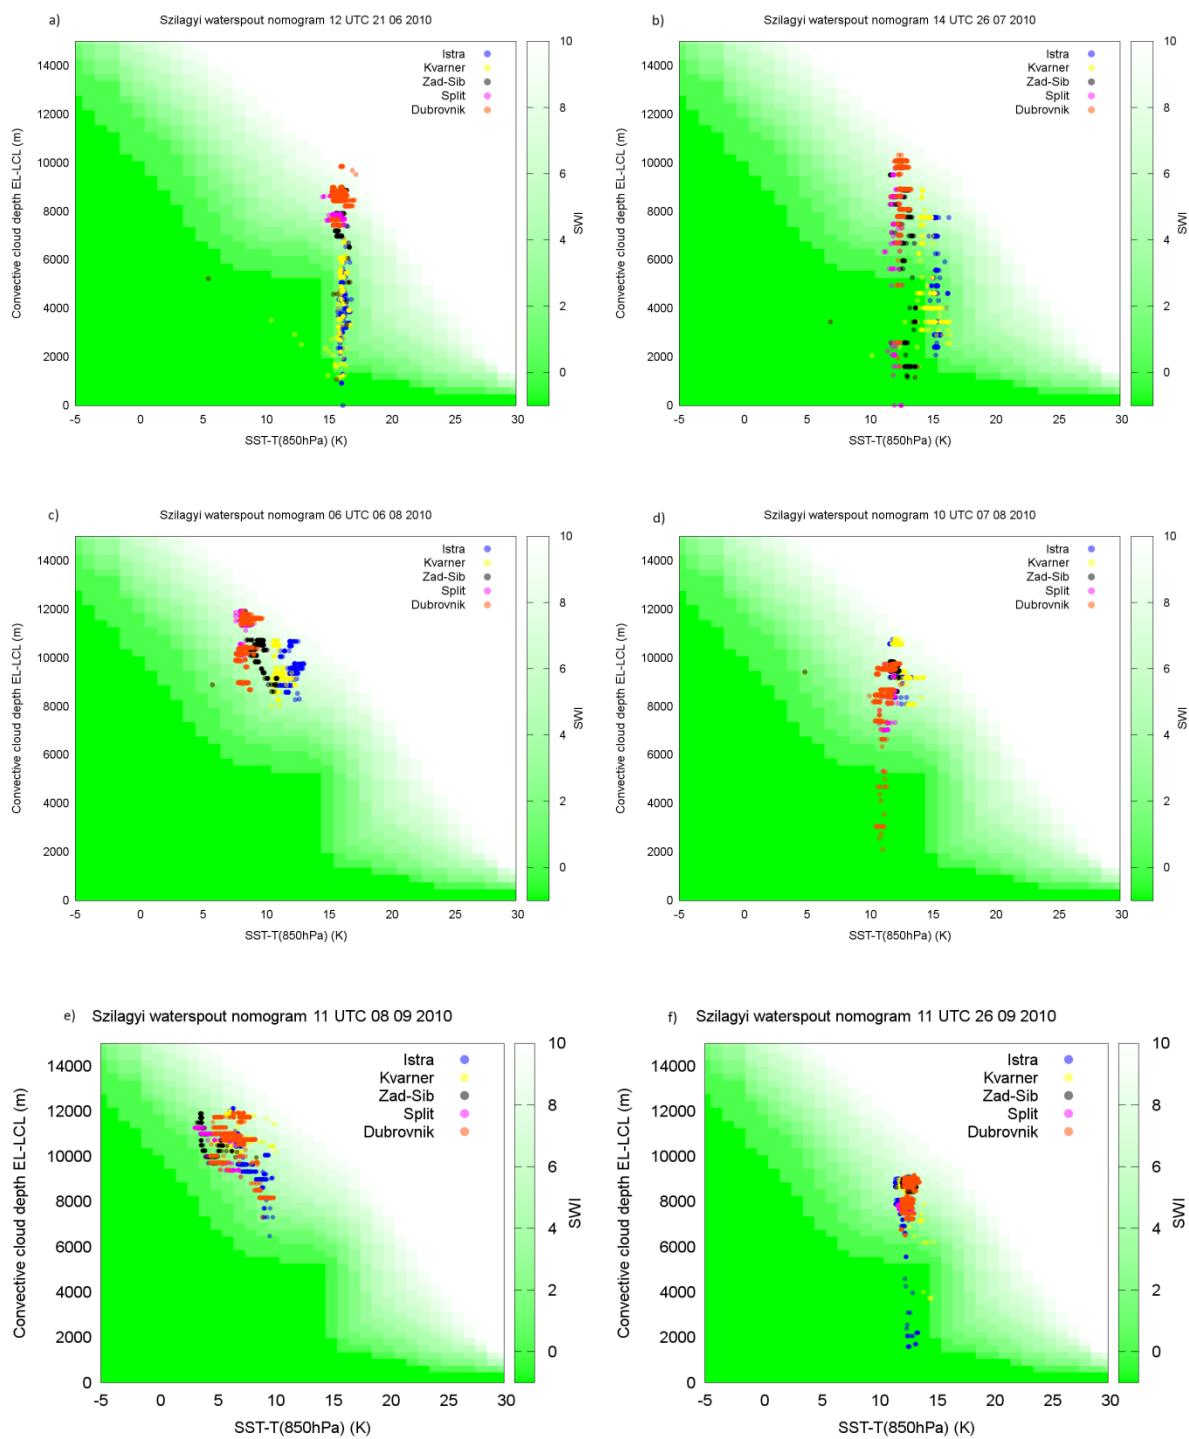 a) Szilagyi waterspout nomogram 12 UTC 21 06 2010
Convective cloud depth EL-LCL (m)
14000
12000
10000
8000
6000
4000
2000
0
-5 0 5 10 15 20 25 30
SST-T(850hPa) (K)
Istra
Kvarner
Zad-Sib
Split
Dubrovnik
10
8
6
4
2
0
SWI
b) Szilagyi waterspout nomogram 14 UTC 26 07 2010
Convective cloud depth EL-LCL (m)
14000
12000
10000
8000
6000
4000
2000
0
-5 0 5 10 15 20 25 30
SST-T(850hPa) (K)
Istra
Kvarner
Zad-Sib
Split
Dubrovnik
10
8
6
4
2
0
SWI
c) Szilagyi waterspout nomogram 06 UTC 06 08 2010
Convective cloud depth EL-LCL (m)
14000
12000
10000
8000
6000
4000
2000
0
-5 0 5 10 15 20 25 30
SST-T(850hPa) (K)
Istra
Kvarner
Zad-Sib
Split
Dubrovnik
10
8
6
4
2
0
SWI
d) Szilagyi waterspout nomogram 10 UTC 07 08 2010
Convective cloud depth EL-LCL (m)
14000
12000
10000
8000
6000
4000
2000
0
-5 0 5 10 15 20 25 30
SST-T(850hPa) (K)
Istra
Kvarner
Zad-Sib
Split
Dubrovnik
10
8
6
4
2
0
SWI
e) Szilagyi waterspout nomogram 11 UTC 08 09 2010
Convective cloud depth EL-LCL (m)
14000
12000
10000
8000
6000
4000
2000
0
-5 0 5 10 15 20 25 30
SST-T(850hPa) (K)
Istra
Kvarner
Zad-Sib
Split
Dubrovnik
10
8
6
4
2
0
SWI
f) Szilagyi waterspout nomogram 11 UTC 26 09 2010
Convective cloud depth EL-LCL (m)
14000
12000
10000
8000
6000
4000
2000
0
-5 0 5 10 15 20 25 30
SST-T(850hPa) (K)
Istra
Kvarner
Zad-Sib
Split
Dubrovnik
10
8
6
4
2
0
SWI